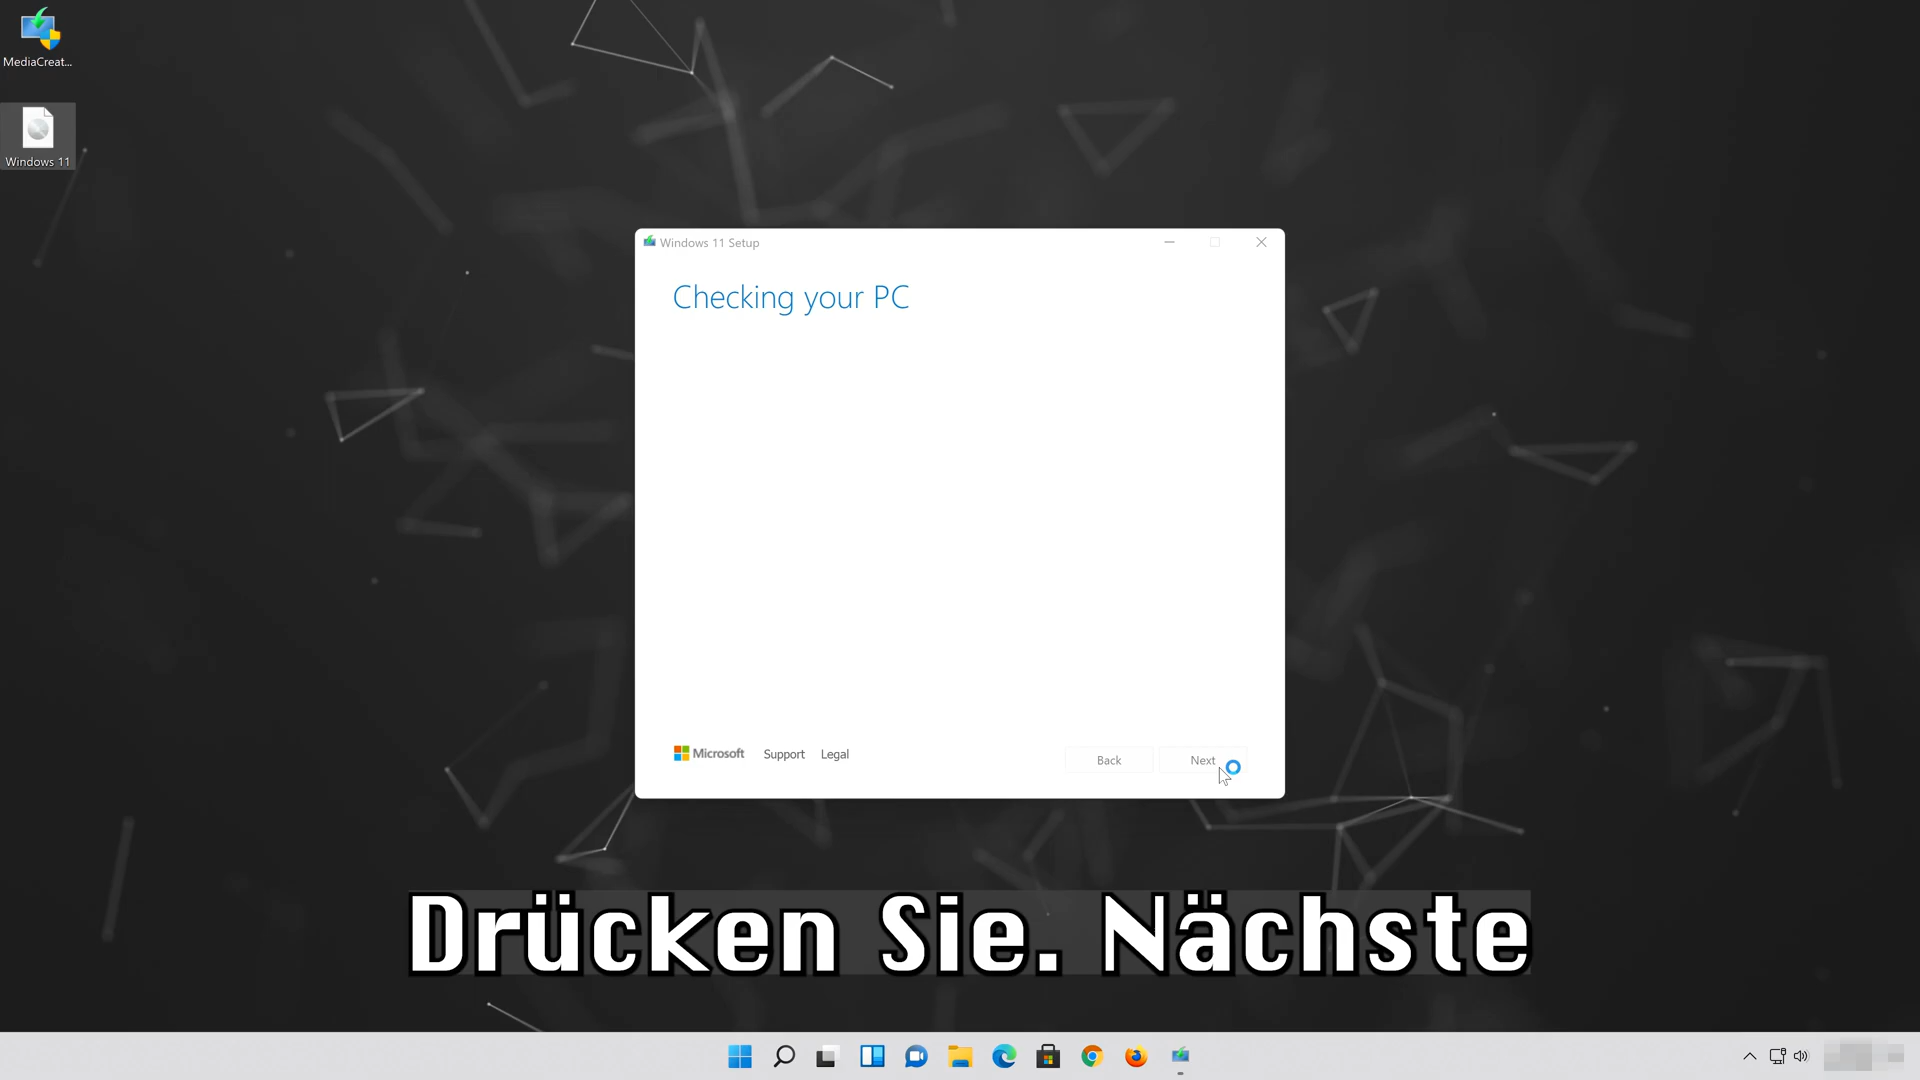 MediaCreat...
Windows 11
Windows 11 Setup
Checking your PC
Microsoft
Support
Legal
Back
Next
Drücken Sie. Nächste